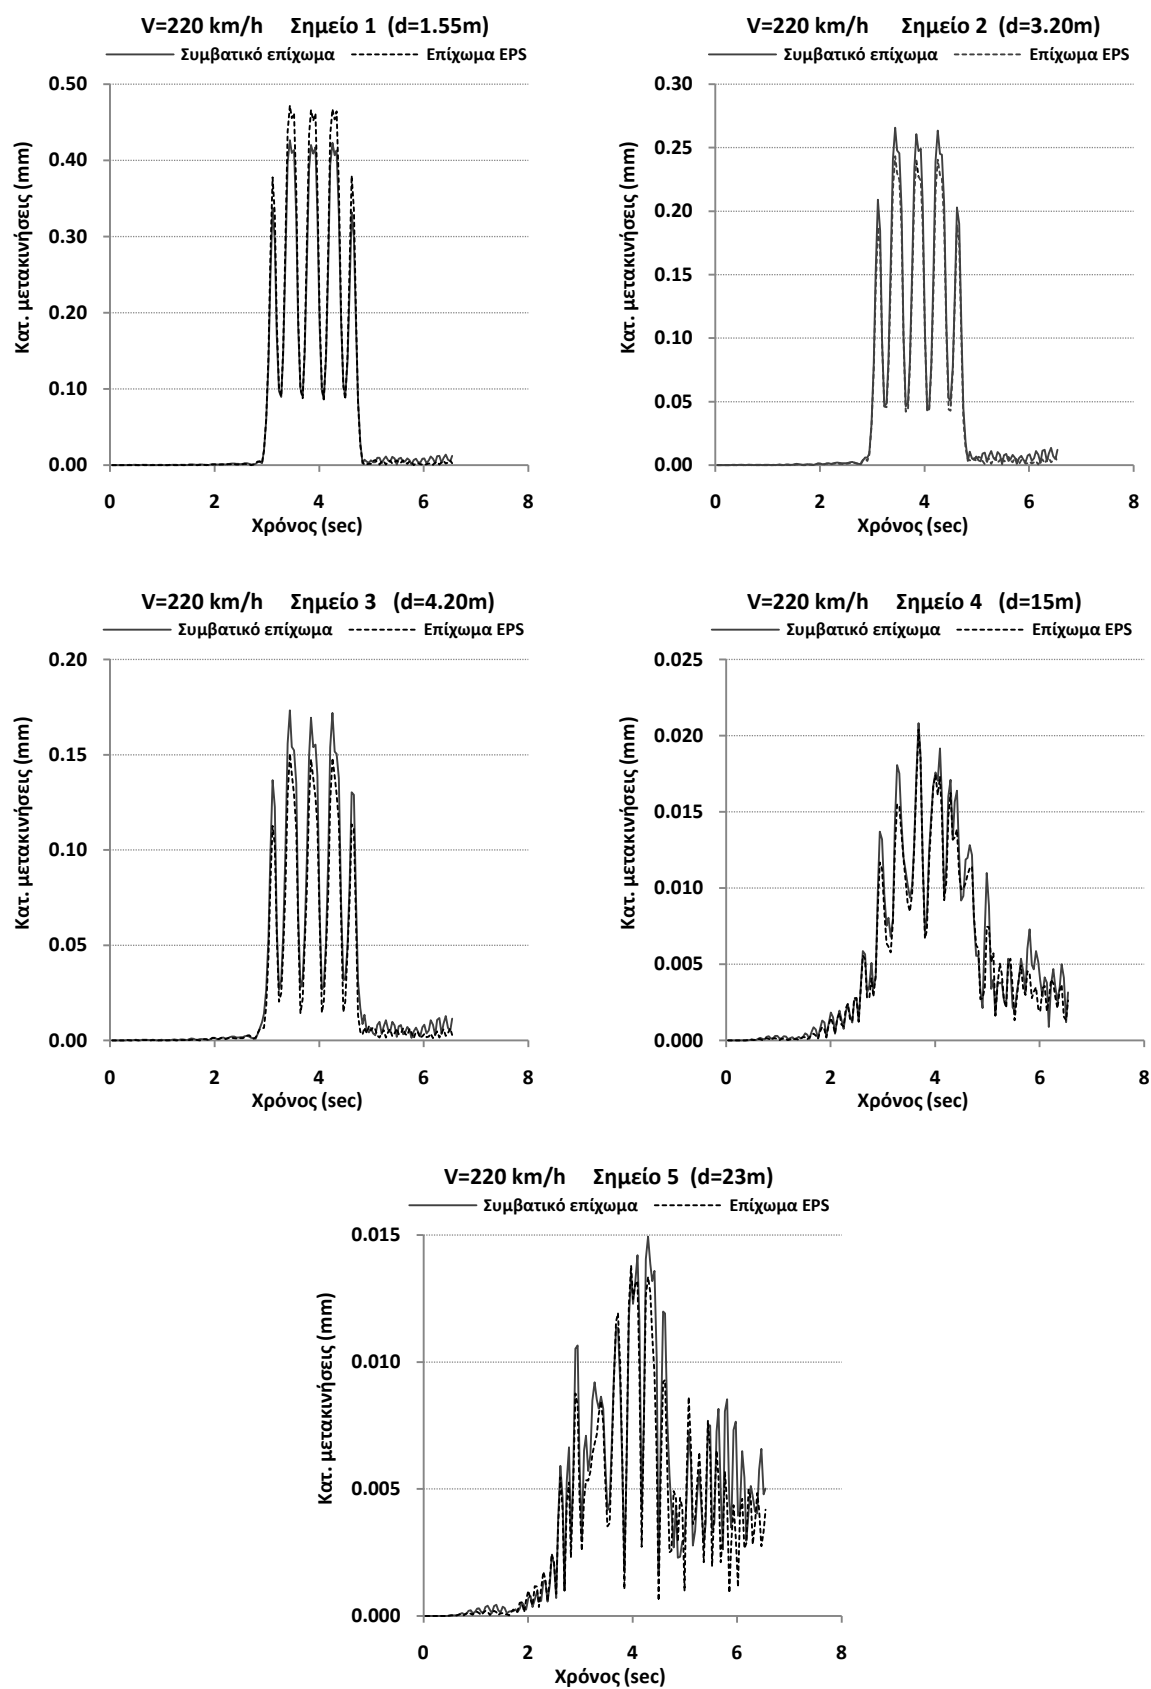 V=220 km/h Σημείο 1 (d=1.55m)
Συμβατικό επίχωμα Επίχωμα EPS
0.50
0.40
0.30
0.20
0.10
0.00
Κατ. μετακινήσεις (mm)
0 2 4 6 8
Χρόνος (sec)
V=220 km/h Σημείο 2 (d=3.20m)
Συμβατικό επίχωμα Επίχωμα EPS
0.30
0.25
0.20
0.15
0.10
0.05
0.00
Κατ. μετακινήσεις (mm)
0 2 4 6 8
Χρόνος (sec)
V=220 km/h Σημείο 3 (d=4.20m)
Συμβατικό επίχωμα Επίχωμα EPS
0.20
0.15
0.10
0.05
0.00
Κατ. μετακινήσεις (mm)
0 2 4 6 8
Χρόνος (sec)
V=220 km/h Σημείο 4 (d=15m)
Συμβατικό επίχωμα Επίχωμα EPS
0.025
0.020
0.015
0.010
0.005
0.000
Κατ. μετακινήσεις (mm)
0 2 4 6 8
Χρόνος (sec)
V=220 km/h Σημείο 5 (d=23m)
Συμβατικό επίχωμα Επίχωμα EPS
0.015
0.010
0.005
0.000
Κατ. μετακινήσεις (mm)
0 2 4 6 8
Χρόνος (sec)